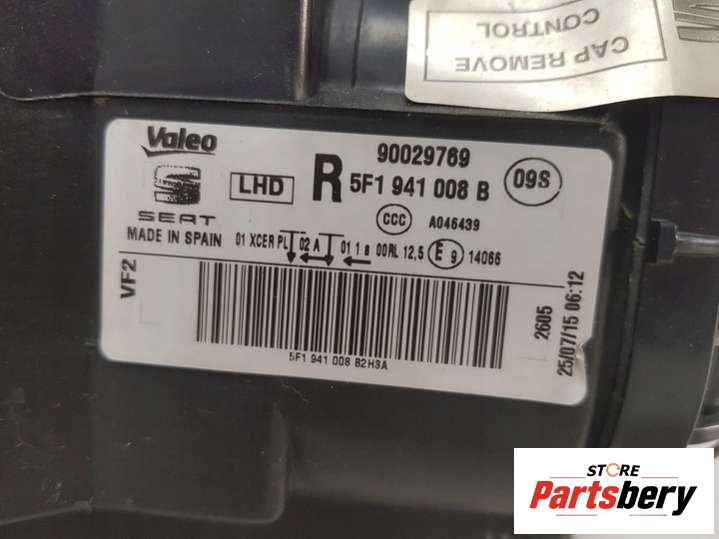 CAP REMOVE
CONTROL
Valeo
SEAT
MADE IN SPAIN
LHD
R
90029769
5F1 941 008 B
09S
CCC A046439
01 XCER PL 02 A 01 1 a 00RL 12,5 E 9 14066
VF2
5F1 941 008 B2H3A
2605
25/07/15 06:12
STORE
Partsbery